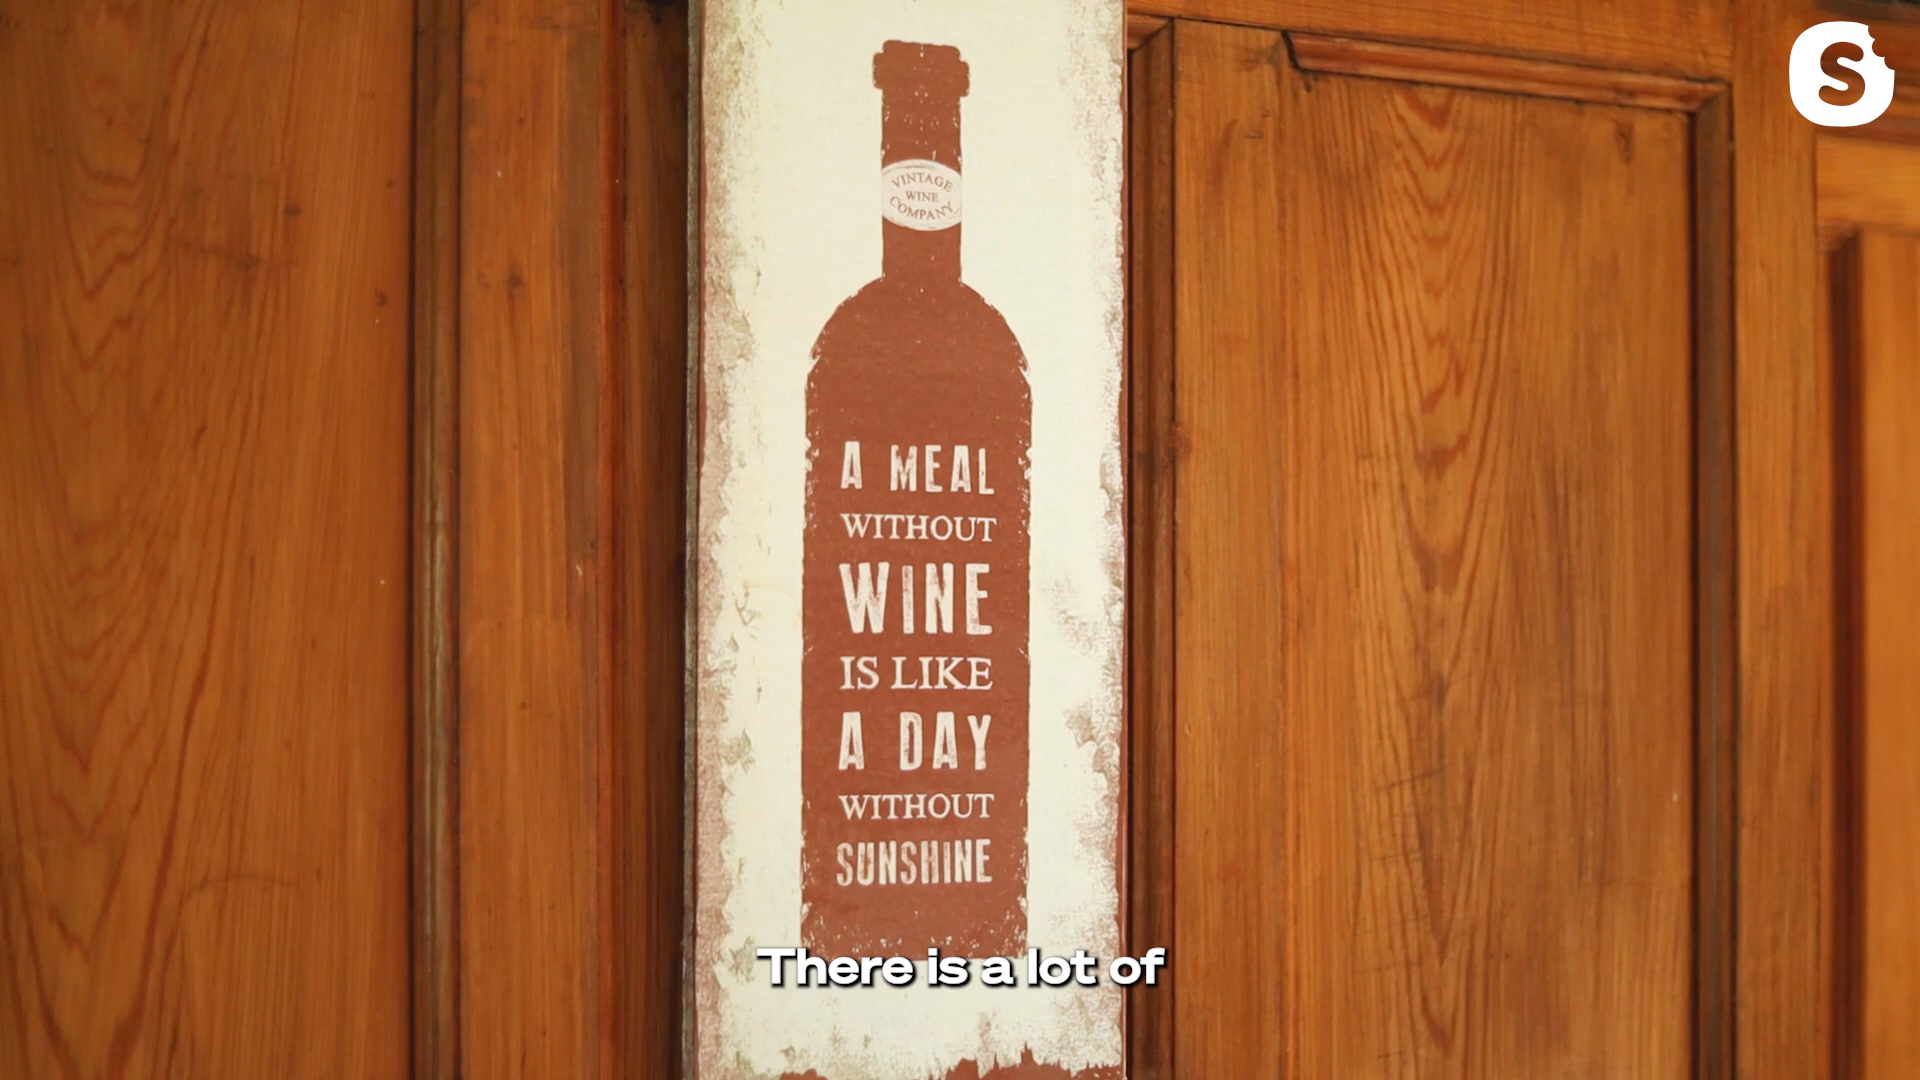 S
VINTAGE
WINE
COMPANY
A MEAL
WITHOUT
WINE
IS LIKE
A DAY
WITHOUT
SUNSHINE
There is a lot of